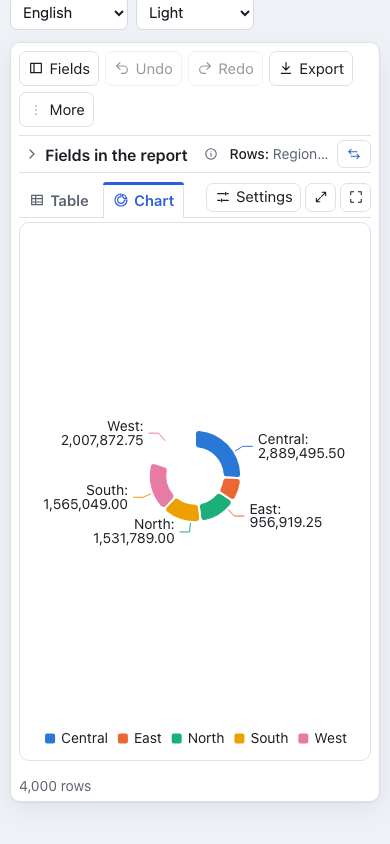 English
Light
Fields
Undo
Redo
Export
More
Fields in the report
Rows: Region...
Table
Chart
Settings
West:
2,007,872.75
Central:
2,889,495.50
South:
1,565,049.00
East:
956,919.25
North:
1,531,789.00
Central
East
North
South
West
4,000 rows